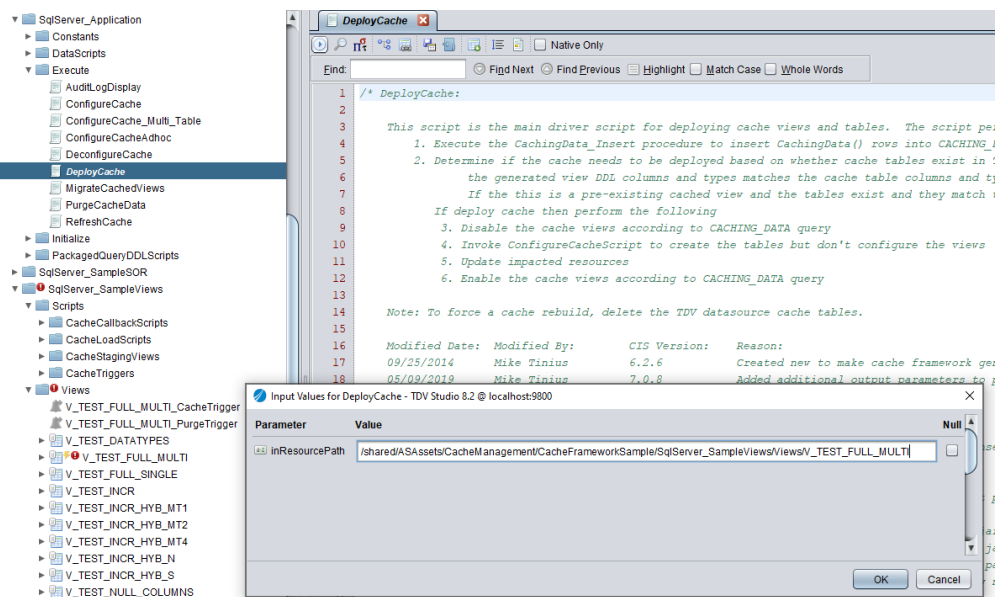 SqlServer_Application
Constants
DataScripts
Execute
AuditLogDisplay
ConfigureCache
ConfigureCache_Multi_Table
ConfigureCacheAdhoc
DeconfigureCache
DeployCache
MigrateCachedViews
PurgeCacheData
RefreshCache
Initialize
PackagedQueryDDLScripts
SqlServer_SampleSOR
SqlServer_SampleViews
Scripts
CacheCallbackScripts
CacheLoadScripts
CacheStagingViews
CacheTriggers
Views
V_TEST_FULL_MULTI_CacheTrigger
V_TEST_FULL_MULTI_PurgeTrigger
V_TEST_DATATYPES
V_TEST_FULL_MULTI
V_TEST_FULL_SINGLE
V_TEST_INCR
V_TEST_INCR_HYB_MT1
V_TEST_INCR_HYB_MT2
V_TEST_INCR_HYB_MT4
V_TEST_INCR_HYB_N
V_TEST_INCR_HYB_S
V_TEST_NULL_COLUMNS
DeployCache
Native Only
Find: Find Next Find Previous Highlight Match Case Whole Words
1 /* DeployCache:
2
3 This script is the main driver script for deploying cache views and tables. The script pe
4 1. Execute the CachingData_Insert procedure to insert CachingData() rows into CACHING_
5 2. Determine if the cache needs to be deployed based on whether cache tables exist in
6 the generated view DDL columns and types matches the cache table columns and ty
7 If the this is a pre-existing cached view and the tables exist and they match
8 If deploy cache then perform the following
9 3. Disable the cache views according to CACHING_DATA query
10 4. Invoke ConfigureCacheScript to create the tables but don't configure the views
11 5. Update impacted resources
12 6. Enable the cache views according to CACHING_DATA query
13
14 Note: To force a cache rebuild, delete the TDV datasource cache tables.
15
16 Modified Date: Modified By: CIS Version: Reason:
17 09/25/2014 Mike Tinius 6.2.6 Created new to make cache framework ge
18 05/09/2019 Mike Tinius 7.0.8 Added additional output parameters to p
Input Values for DeployCache - TDV Studio 8.2 @ localhost:9800
Parameter Value Null
inResourcePath /shared/ASAssets/CacheManagement/CacheFrameworkSample/SqlServer_SampleViews/Views/V_TEST_FULL_MULTI
OK Cancel